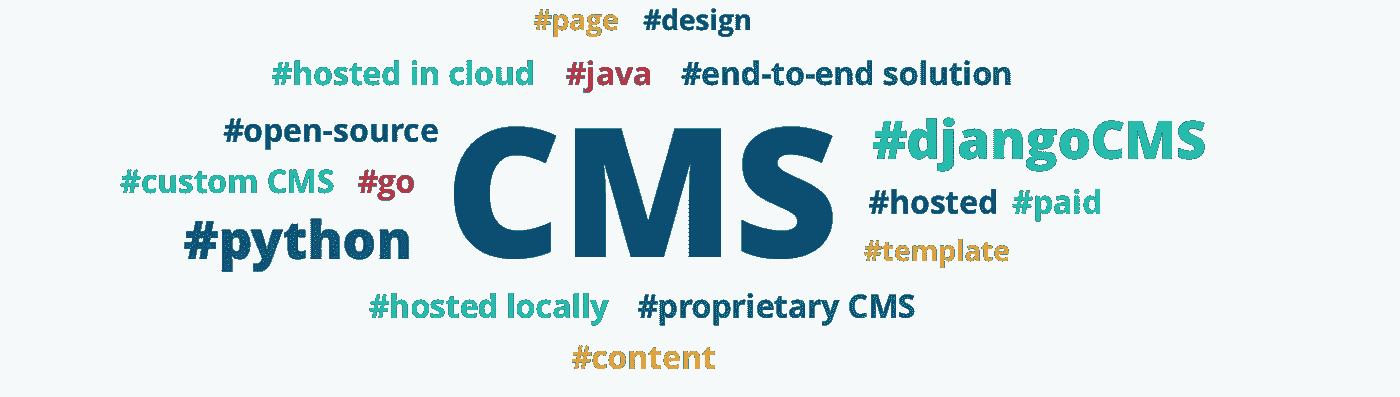 #page #design
#hosted in cloud #java #end-to-end solution
#open-source
#custom CMS #go
#python
CMS
#djangoCMS
#hosted #paid
#template
#hosted locally #proprietary CMS
#content